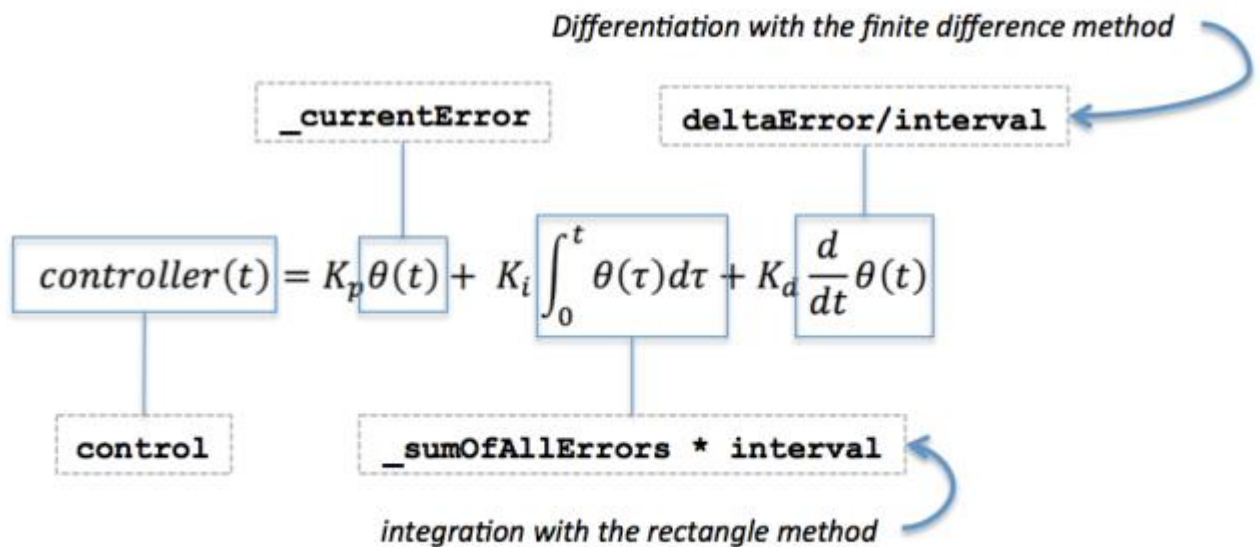 Differentiation with the finite difference method
_currentError
deltaError/interval
controller(t) = K_p θ(t) + K_i ∫_0^t θ(τ)dτ + K_d d/dt θ(t)
control
_sumOfAllErrors * interval
integration with the rectangle method